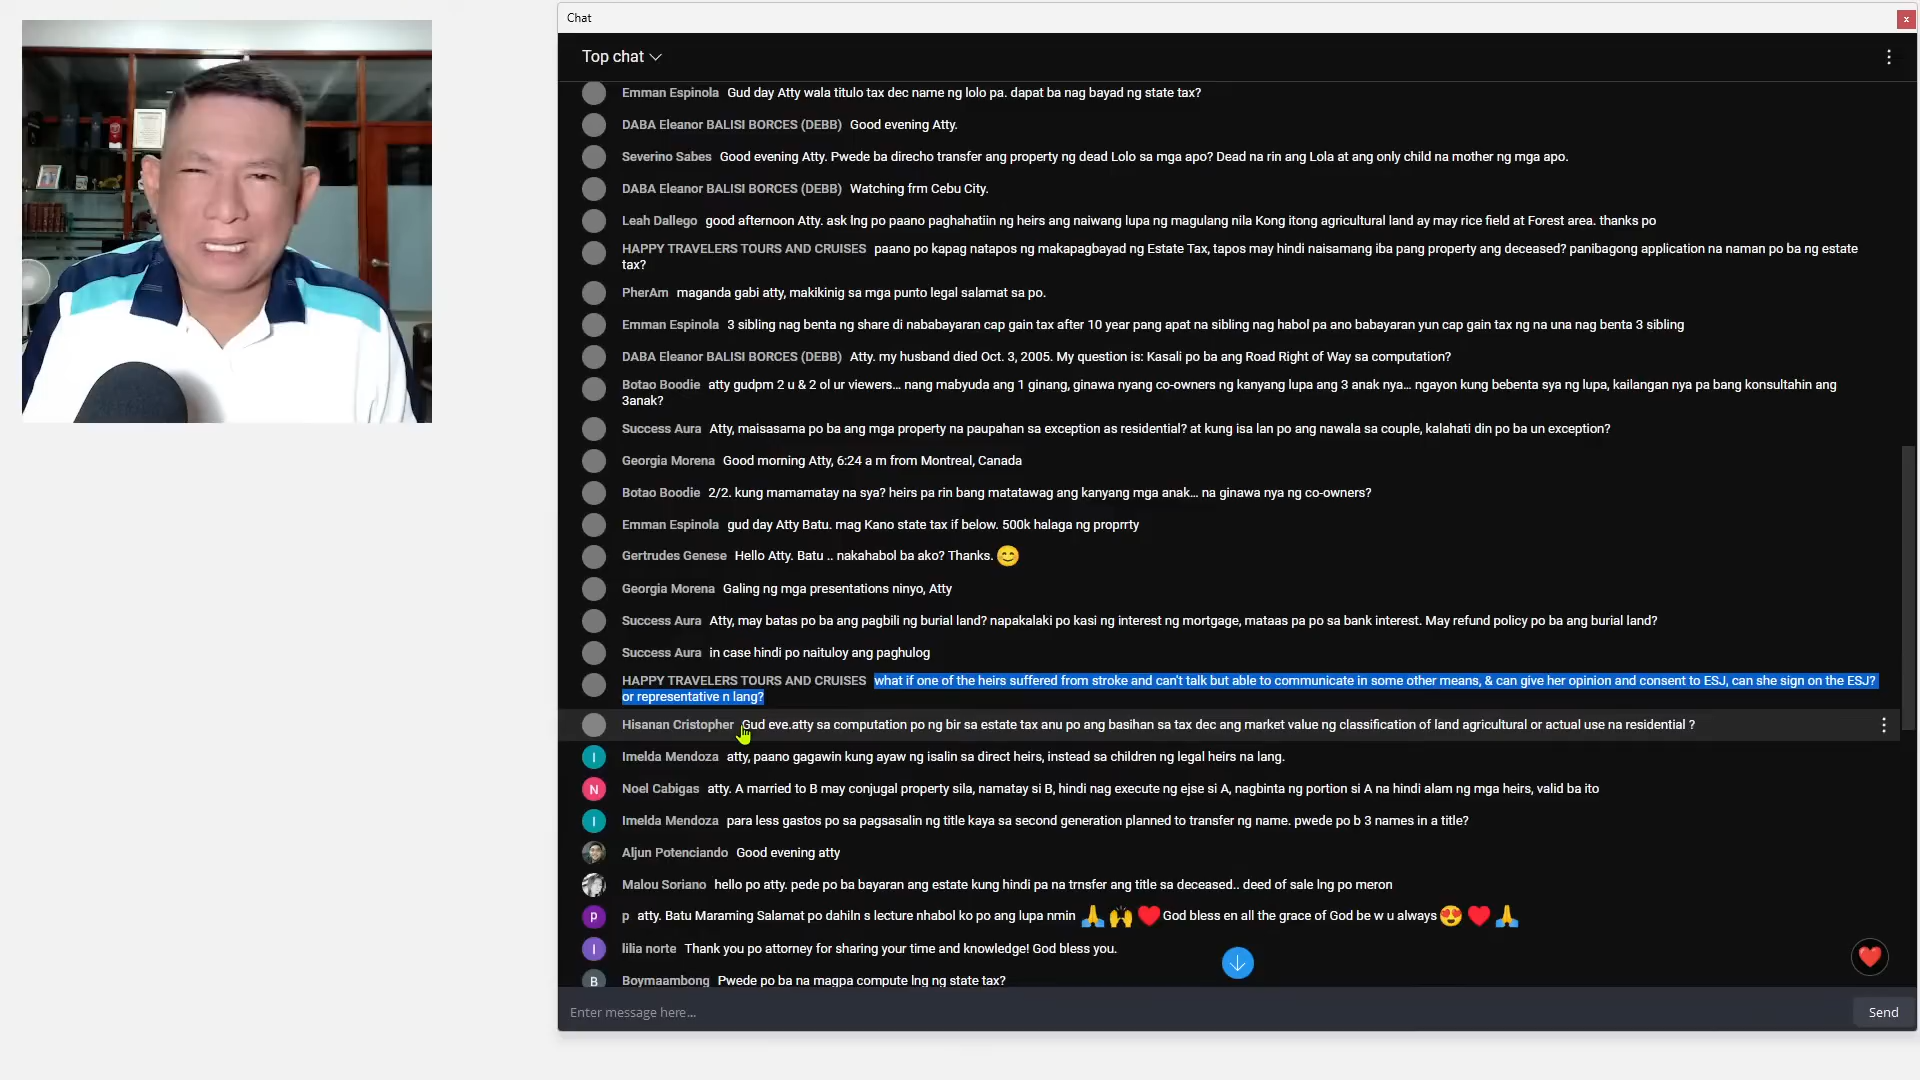 Chat
x
Top chat
Emman Espinola Gud day Atty wala titulo tax dec name ng lolo pa. dapat ba nag bayad ng state tax?
DABA Eleanor BALISI BORCES (DEBB) Good evening Atty.
Severino Sabes Good evening Atty. Pwede ba direcho transfer ang property ng dead Lolo sa mga apo? Dead na rin ang Lola at ang only child na mother ng mga apo.
DABA Eleanor BALISI BORCES (DEBB) Watching frm Cebu City.
Leah Dallego good afternoon Atty. ask lng po paano paghahatiin ng heirs ang naiwang lupa ng magulang nila Kong itong agricultural land ay may rice field at Forest area. thanks po
HAPPY TRAVELERS TOURS AND CRUISES paano po kapag natapos ng makapagbayad ng Estate Tax, tapos may hindi naisamang iba pang property ang deceased? panibagong application na naman po ba ng estate
tax?
PherAm maganda gabi atty, makikinig sa mga punto legal salamat sa po.
Emman Espinola 3 sibling nag benta ng share di nababayaran cap gain tax after 10 year pang apat na sibling nag habol pa ano babayaran yun cap gain tax ng na una nag benta 3 sibling
DABA Eleanor BALISI BORCES (DEBB) Atty. my husband died Oct. 3, 2005. My question is: Kasali po ba ang Road Right of Way sa computation?
Botao Boodie atty gudpm 2 u & 2 ol ur viewers... nang mabyuda ang 1 ginang, ginawa nyang co-owners ng kanyang lupa ang 3 anak nya... ngayon kung bebenta sya ng lupa, kailangan nya pa bang konsultahin ang
3anak?
Success Aura Atty, maisasama po ba ang mga property na paupahan sa exception as residential? at kung isa lan po ang nawala sa couple, kalahati din po ba un exception?
Georgia Morena Good morning Atty, 6:24 a m from Montreal, Canada
Botao Boodie 2/2. kung mamamatay na sya? heirs pa rin bang matatawag ang kanyang mga anak... na ginawa nya ng co-owners?
Emman Espinola gud day Atty Batu. mag Kano state tax if below. 500k halaga ng proprrty
Gertrudes Genese Hello Atty. Batu .. nakahabol ba ako? Thanks. 😊
Georgia Morena Galing ng mga presentations ninyo, Atty
Success Aura Atty, may batas po ba ang pagbili ng burial land? napakalaki po kasi ng interest ng mortgage, mataas pa po sa bank interest. May refund policy po ba ang burial land?
Success Aura in case hindi po naituloy ang paghulog
HAPPY TRAVELERS TOURS AND CRUISES what if one of the heirs suffered from stroke and can't talk but able to communicate in some other means, & can give her opinion and consent to ESJ, can she sign on the ESJ?
or representative n lang?
Hisanan Cristopher Gud eve.atty sa computation po ng bir sa estate tax anu po ang basihan sa tax dec ang market value ng classification of land agricultural or actual use na residential ?
I Imelda Mendoza atty, paano gagawin kung ayaw ng isalin sa direct heirs, instead sa children ng legal heirs na lang.
N Noel Cabigas atty. A married to B may conjugal property sila, namatay si B, hindi nag execute ng ejse si A, nagbinta ng portion si A na hindi alam ng mga heirs, valid ba ito
I Imelda Mendoza para less gastos po sa pagsasalin ng title kaya sa second generation planned to transfer ng name. pwede po b 3 names in a title?
Aljun Potenciando Good evening atty
Malou Soriano hello po atty. pede po ba bayaran ang estate kung hindi pa na trnsfer ang title sa deceased.. deed of sale lng po meron
p p atty. Batu Maraming Salamat po dahiln s lecture nhabol ko po ang lupa nmin 🙏 🙌 ❤️ God bless en all the grace of God be w u always 😍 ❤️ 🙏
l lilia norte Thank you po attorney for sharing your time and knowledge! God bless you.
B Boymaambong Pwede po ba na magpa compute lng ng state tax?
Enter message here...
Send